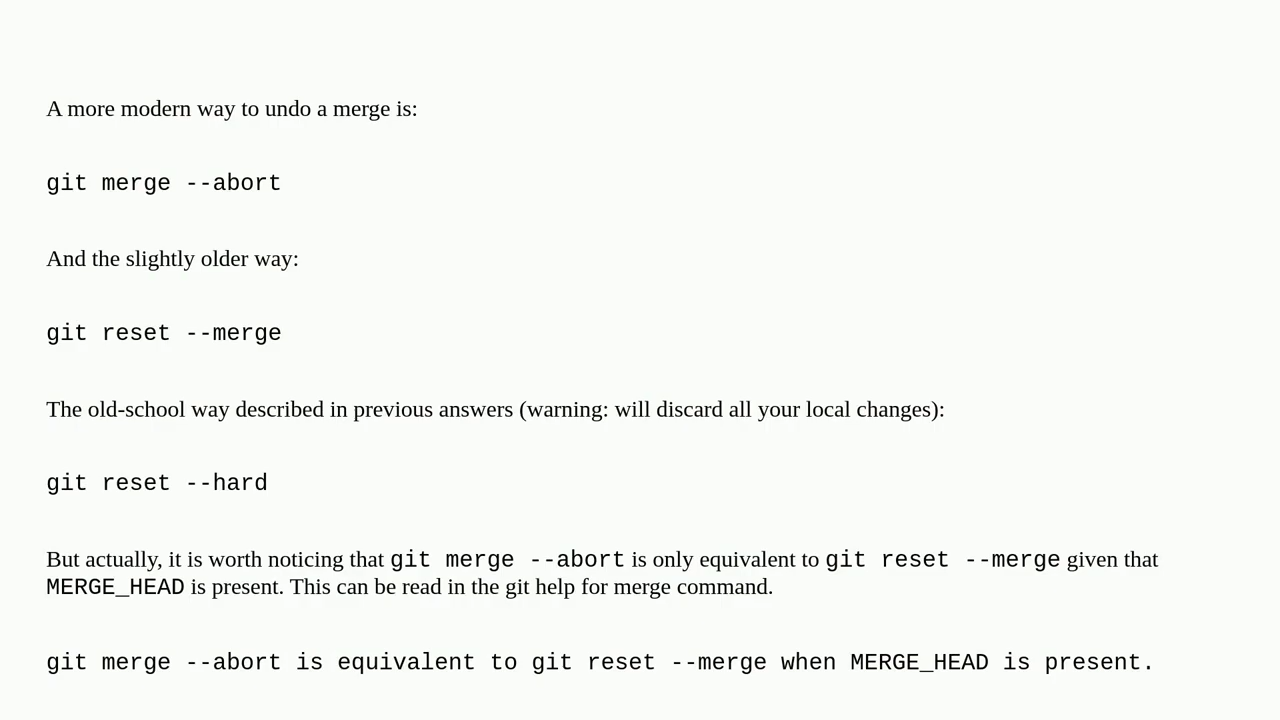 A more modern way to undo a merge is:
git merge --abort
And the slightly older way:
git reset --merge
The old-school way described in previous answers (warning: will discard all your local changes):
git reset --hard
But actually, it is worth noticing that git merge --abort is only equivalent to git reset --merge given that
MERGE_HEAD is present. This can be read in the git help for merge command.
git merge --abort is equivalent to git reset --merge when MERGE_HEAD is present.